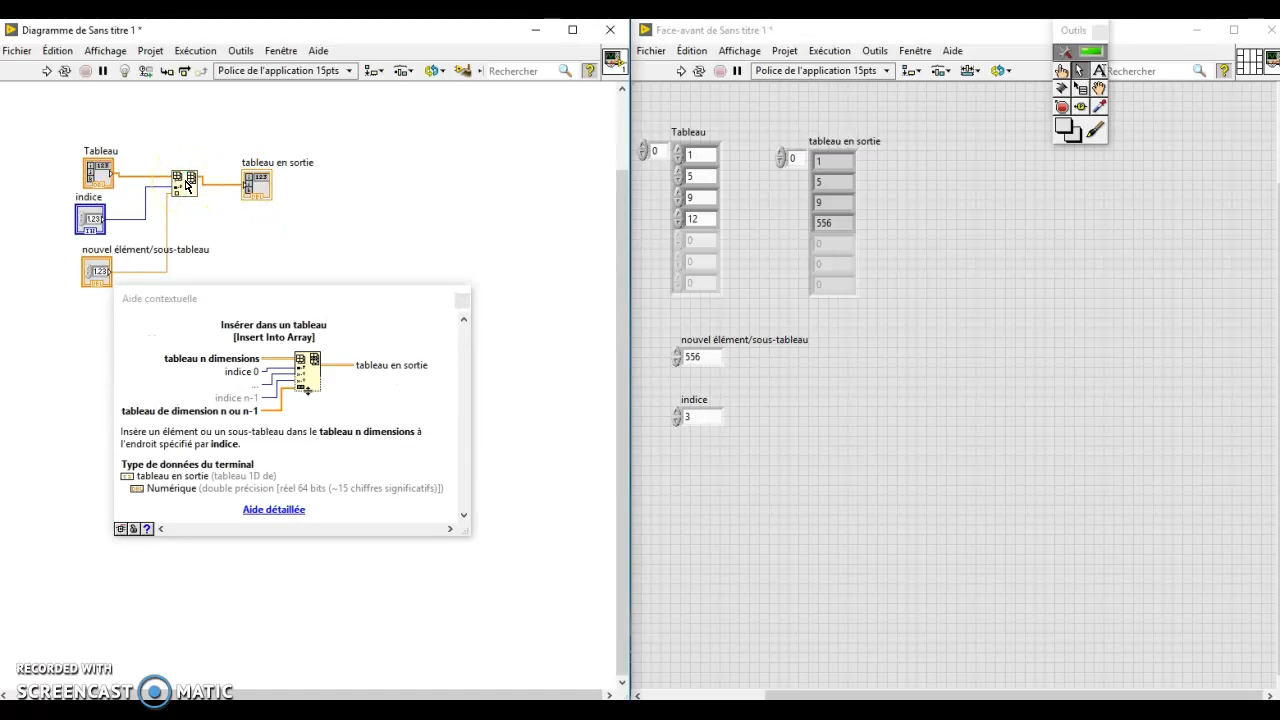 Diagramme de Sans titre 1 *
Fichier Édition Affichage Projet Exécution Outils Fenêtre Aide
Police de l'application 15pts
Rechercher
Tableau
tableau en sortie
indice
nouvel élément/sous-tableau
Aide contextuelle
Insérer dans un tableau
[Insert Into Array]
tableau n dimensions
indice 0
...
indice n-1
tableau de dimension n ou n-1
tableau en sortie
Insère un élément ou un sous-tableau dans le tableau n dimensions à
l'endroit spécifié par indice.
Type de données du terminal
tableau en sortie (tableau 1D de)
Numérique (double précision [réel 64 bits (~15 chiffres significatifs)])
Aide détaillée
RECORDED WITH
SCREENCAST MATIC
Face-avant de Sans titre 1 *
Fichier Édition Affichage Projet Exécution Outils Fenêtre Aide
Police de l'application 15pts
Rechercher
Outils
Tableau
0
1
5
9
12
0
0
0
tableau en sortie
0
1
5
9
556
0
0
0
nouvel élément/sous-tableau
556
indice
3